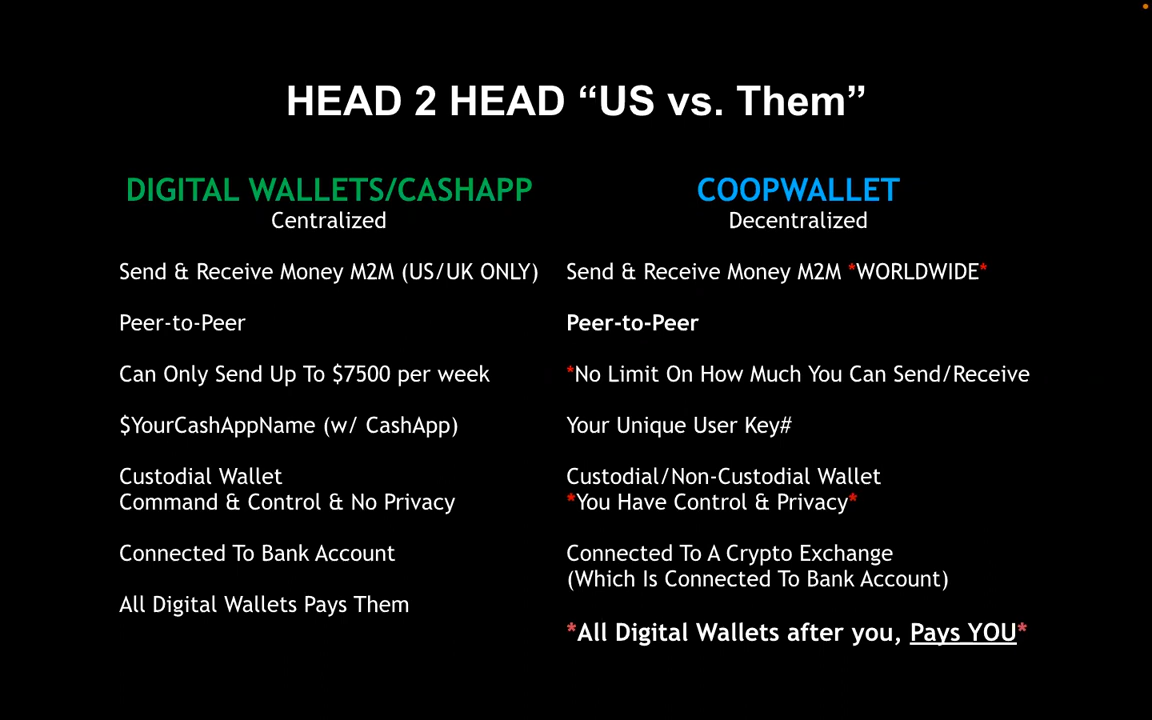 HEAD 2 HEAD “US vs. Them”
DIGITAL WALLETS/CASHAPP
Centralized
Send & Receive Money M2M (US/UK ONLY)
Peer-to-Peer
Can Only Send Up To $7500 per week
$YourCashAppName (w/ CashApp)
Custodial Wallet
Command & Control & No Privacy
Connected To Bank Account
All Digital Wallets Pays Them
COOPWALLET
Decentralized
Send & Receive Money M2M *WORLDWIDE*
Peer-to-Peer
*No Limit On How Much You Can Send/Receive
Your Unique User Key#
Custodial/Non-Custodial Wallet
*You Have Control & Privacy*
Connected To A Crypto Exchange
(Which Is Connected To Bank Account)
*All Digital Wallets after you, Pays YOU*